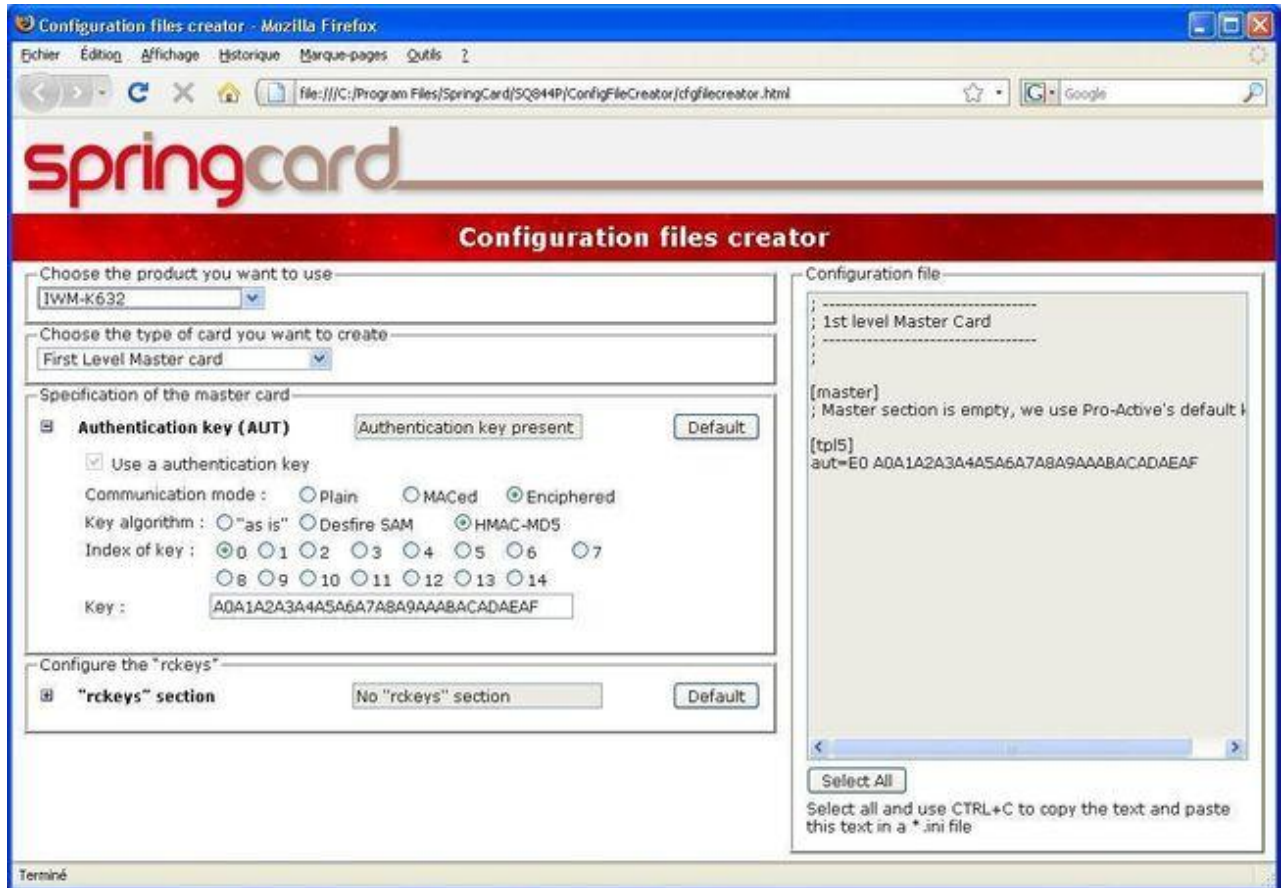 Configuration files creator - Mozilla Firefox
Fichier Édition Affichage Historique Marque-pages Outils ?
file:///C:/Program Files/SpringCard/SQ844P/ConfigFileCreator/cfgfilecreator.html
G Google
springcard
Configuration files creator
Choose the product you want to use
IWM-K632
Choose the type of card you want to create
First Level Master card
Specification of the master card
Authentication key (AUT) Authentication key present Default
Use a authentication key
Communication mode : Plain MACed Enciphered
Key algorithm : "as is" Desfire SAM HMAC-MD5
Index of key : 0 1 2 3 4 5 6 7
8 9 10 11 12 13 14
Key : A0A1A2A3A4A5A6A7A8A9AAABACADAEAF
Configure the "rckeys"
"rckeys" section No "rckeys" section Default
Configuration file
; ----------------------------------
; 1st level Master Card
; ----------------------------------
;
[master]
; Master section is empty, we use Pro-Active's default k
[tpl5]
aut=E0 A0A1A2A3A4A5A6A7A8A9AAABACADAEAF
Select All
Select all and use CTRL+C to copy the text and paste
this text in a *.ini file
Terminé